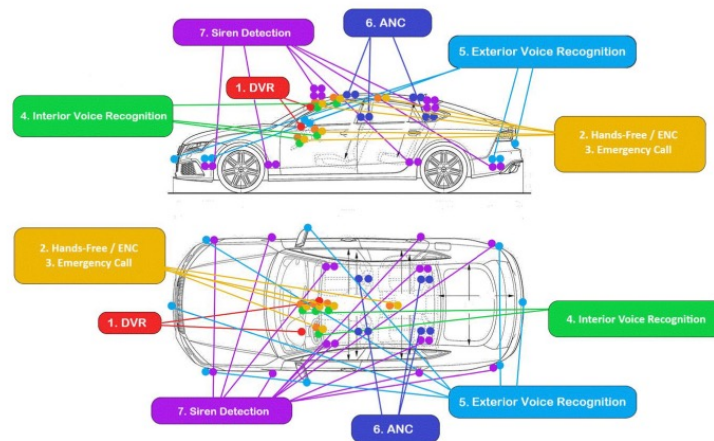 6. ANC
7. Siren Detection
5. Exterior Voice Recognition
1. DVR
4. Interior Voice Recognition
2. Hands-Free / ENC
3. Emergency Call
2. Hands-Free / ENC
3. Emergency Call
1. DVR
4. Interior Voice Recognition
5. Exterior Voice Recognition
7. Siren Detection
6. ANC